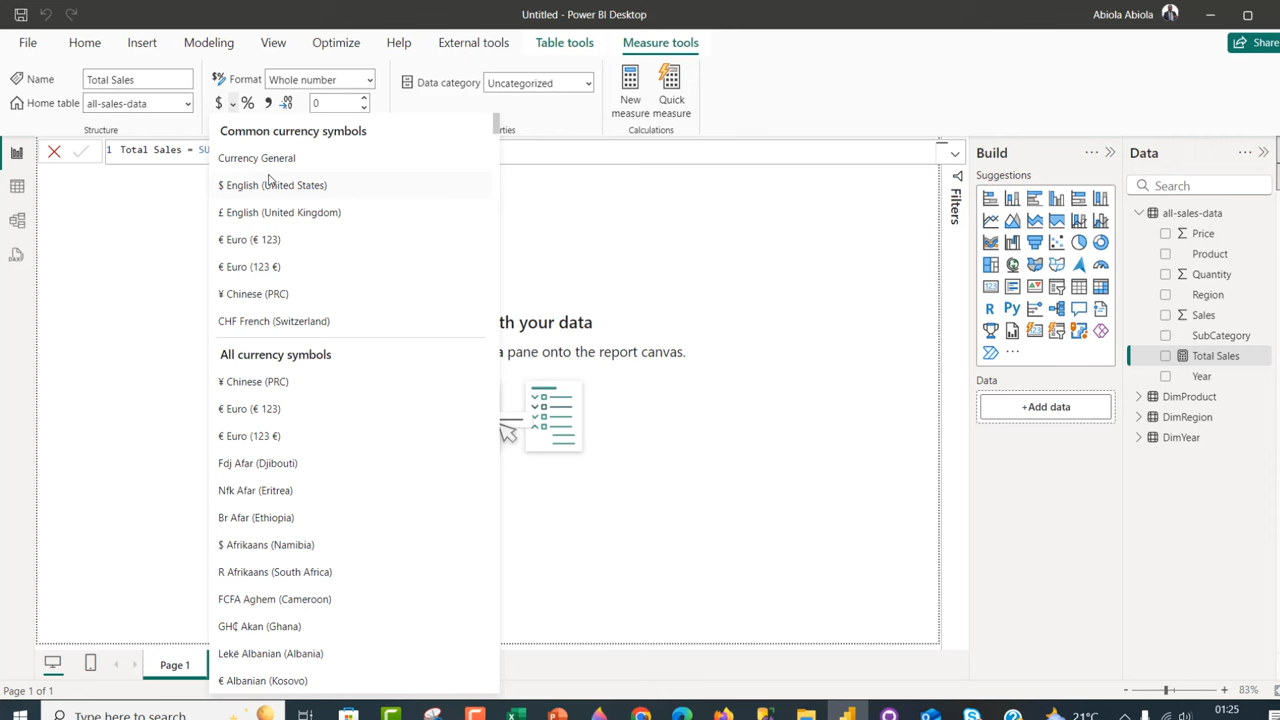 Untitled - Power BI Desktop
Abiola Abiola
File
Home
Insert
Modeling
View
Optimize
Help
External tools
Table tools
Measure tools
Share
Name
Total Sales
Home table
all-sales-data
Structure
Format
Whole number
$ % 9 .00
0
Data category
Uncategorized
New
measure
Quick
measure
Calculations
1 Total Sales = SU
Common currency symbols
Currency General
$ English (United States)
£ English (United Kingdom)
€ Euro (€ 123)
€ Euro (123 €)
¥ Chinese (PRC)
CHF French (Switzerland)
All currency symbols
¥ Chinese (PRC)
€ Euro (€ 123)
€ Euro (123 €)
Fdj Afar (Djibouti)
Nfk Afar (Eritrea)
Br Afar (Ethiopia)
$ Afrikaans (Namibia)
R Afrikaans (South Africa)
FCFA Aghem (Cameroon)
GH₵ Akan (Ghana)
Lekë Albanian (Albania)
€ Albanian (Kosovo)
th your data
a pane onto the report canvas.
Filters
Build
Suggestions
R Py
123
Data
+Add data
Data
Search
all-sales-data
Price
Product
Quantity
Region
Sales
SubCategory
Total Sales
Year
DimProduct
DimRegion
DimYear
Page 1
Page 1 of 1
83%
Type here to search
21°C
01:25